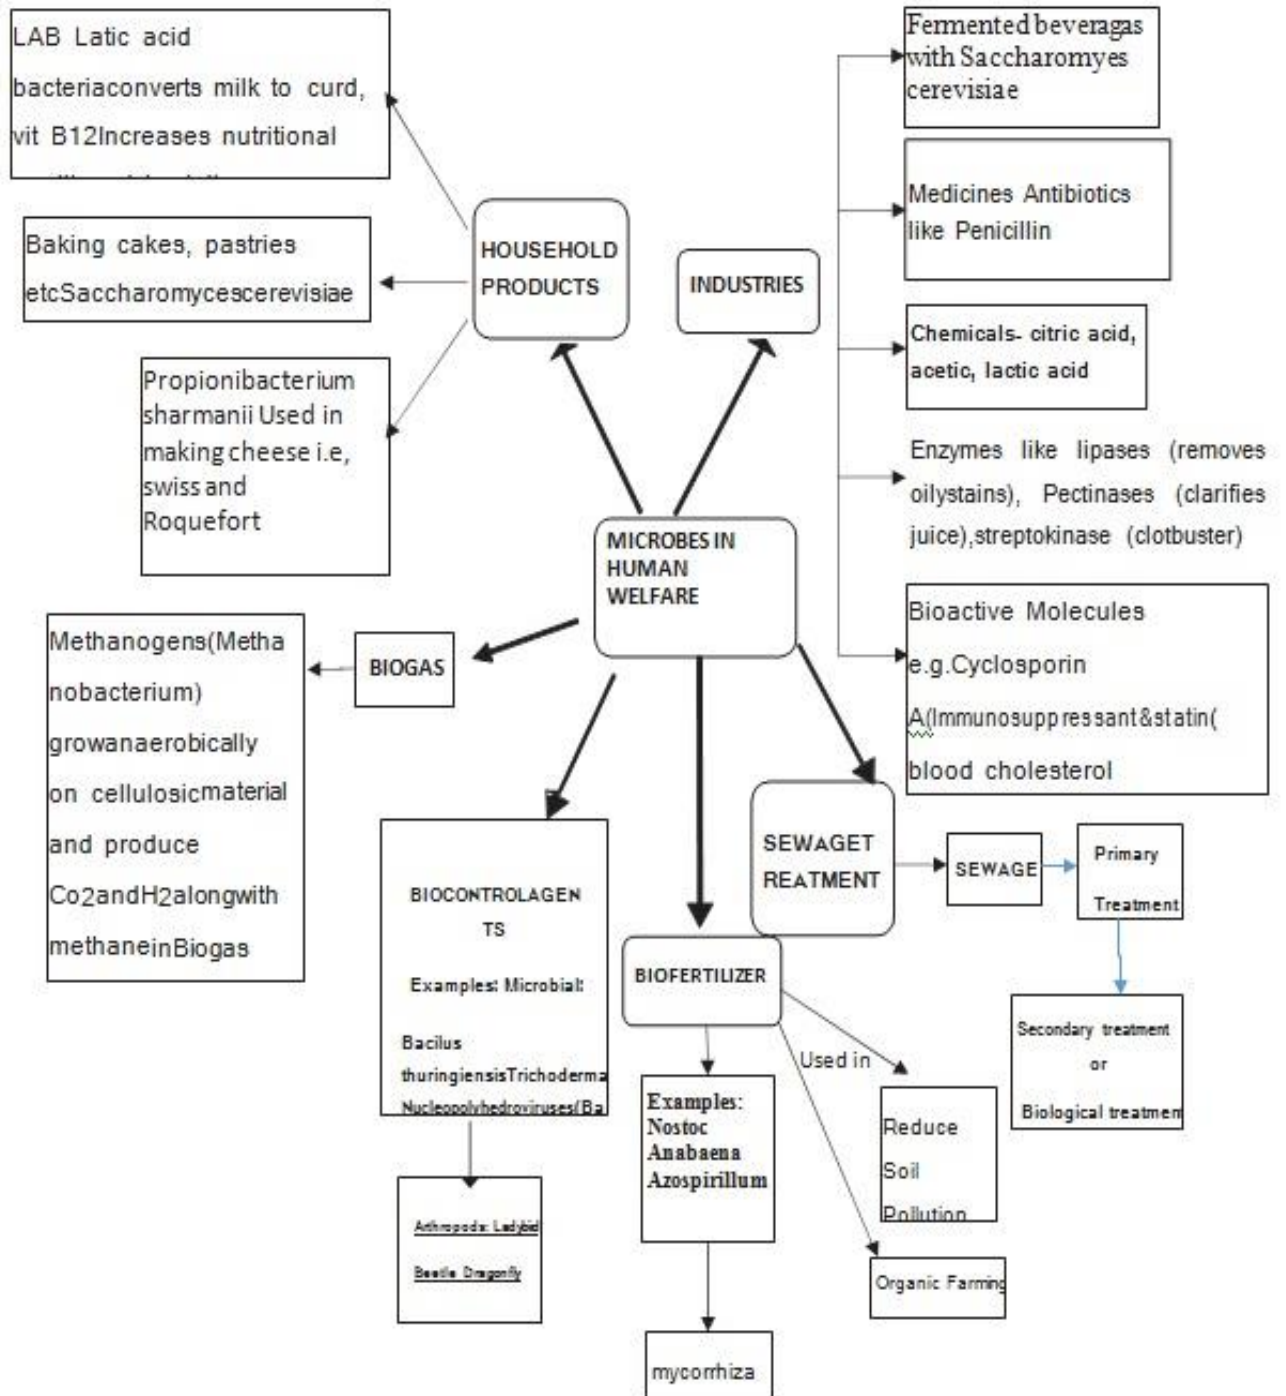 LAB Latic acid
bacteriaconverts milk to curd,
vit B12Increases nutritional
Baking cakes, pastries
etcSaccharomycescerevisiae
Propionibacterium
sharmanii Used in
making cheese i.e,
swiss and
Roquefort
HOUSEHOLD
PRODUCTS
INDUSTRIES
Fermented beveragas
with Saccharomyes
cerevisiae
Medicines Antibiotics
like Penicillin
Chemicals- citric acid,
acetic, lactic acid
Enzymes like lipases (removes
oilystains), Pectinases (clarifies
juice),streptokinase (clotbuster)
Bioactive Molecules
e.g.Cyclosporin
A(Immunosuppressant&statin(
blood cholesterol
MICROBES IN
HUMAN
WELFARE
BIOGAS
Methanogens(Metha
nobacterium)
growanaerobically
on cellulosicmaterial
and produce
Co2andH2alongwith
methaneinBiogas
BIOCONTROLAGEN
TS
Examples: Microbial:
Bacilus
thuringiensisTrichoderma
Nucleopolyhedroviruses(Ba
Arthropods: Ladybid
Beetle Dragonfly
BIOFERTILIZER
Examples:
Nostoc
Anabaena
Azospirillum
mycorrhiza
Used in
Reduce
Soil
Pollution
Organic Farming
SEWAGET
REATMENT
SEWAGE
Primary
Treatment
Secondary treatment
or
Biological treatmen